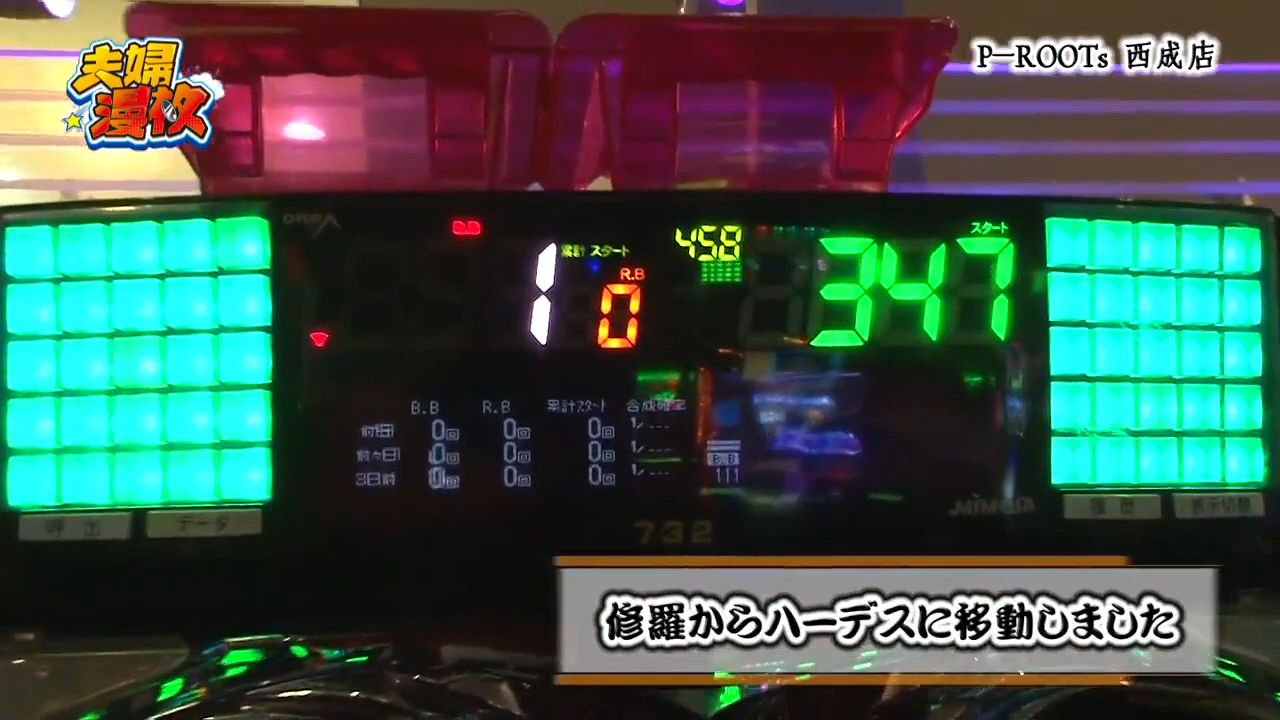 夫婦
漫枚
P-ROOTs 西成店
スタート
B.B
累計 スタート
458
1
R.B
0
347
B.B R.B 累計スタート 合成確率
前日 0回 0回 0回 1/---
前々日 0回 0回 0回 1/---
3日前 0回 0回 0回 1/---
B.B
111
呼出 データ
履歴 表示切替
732
修羅からハーデスに移動しました